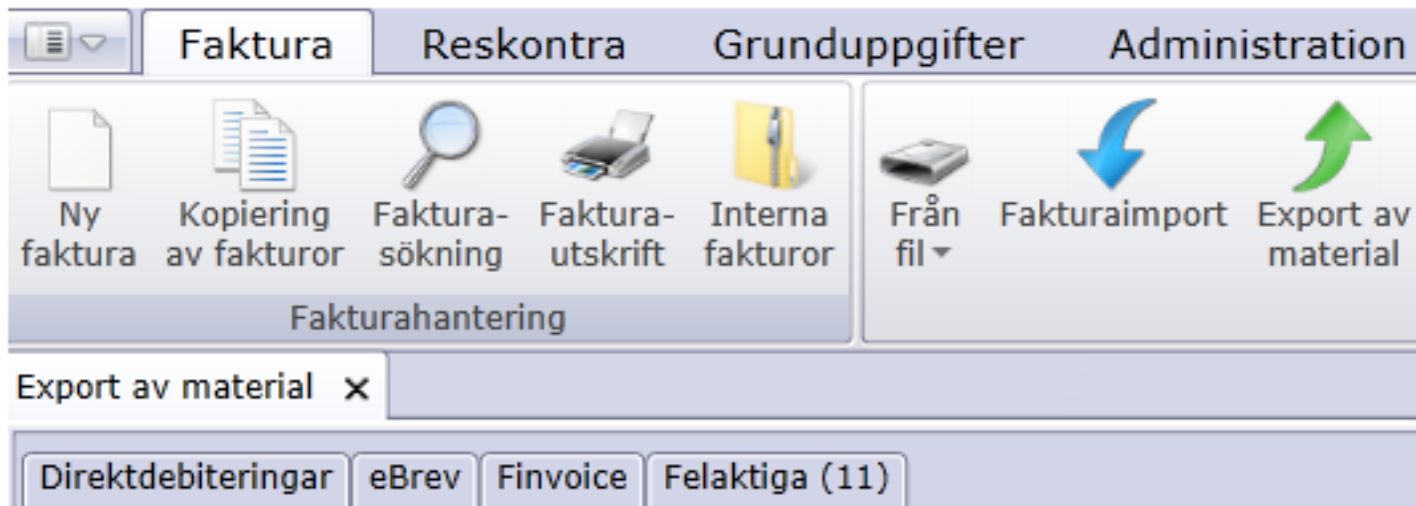 Faktura Reskontra Grunduppgifter Administration
Ny faktura
Kopiering av fakturor
Faktura-
sökning
Faktura-
utskrift
Interna fakturor
Från fil
Fakturaimport
Export av material
Fakturahantering
Export av material
Direktdebiteringar eBrev Finvoice Felaktiga (11)